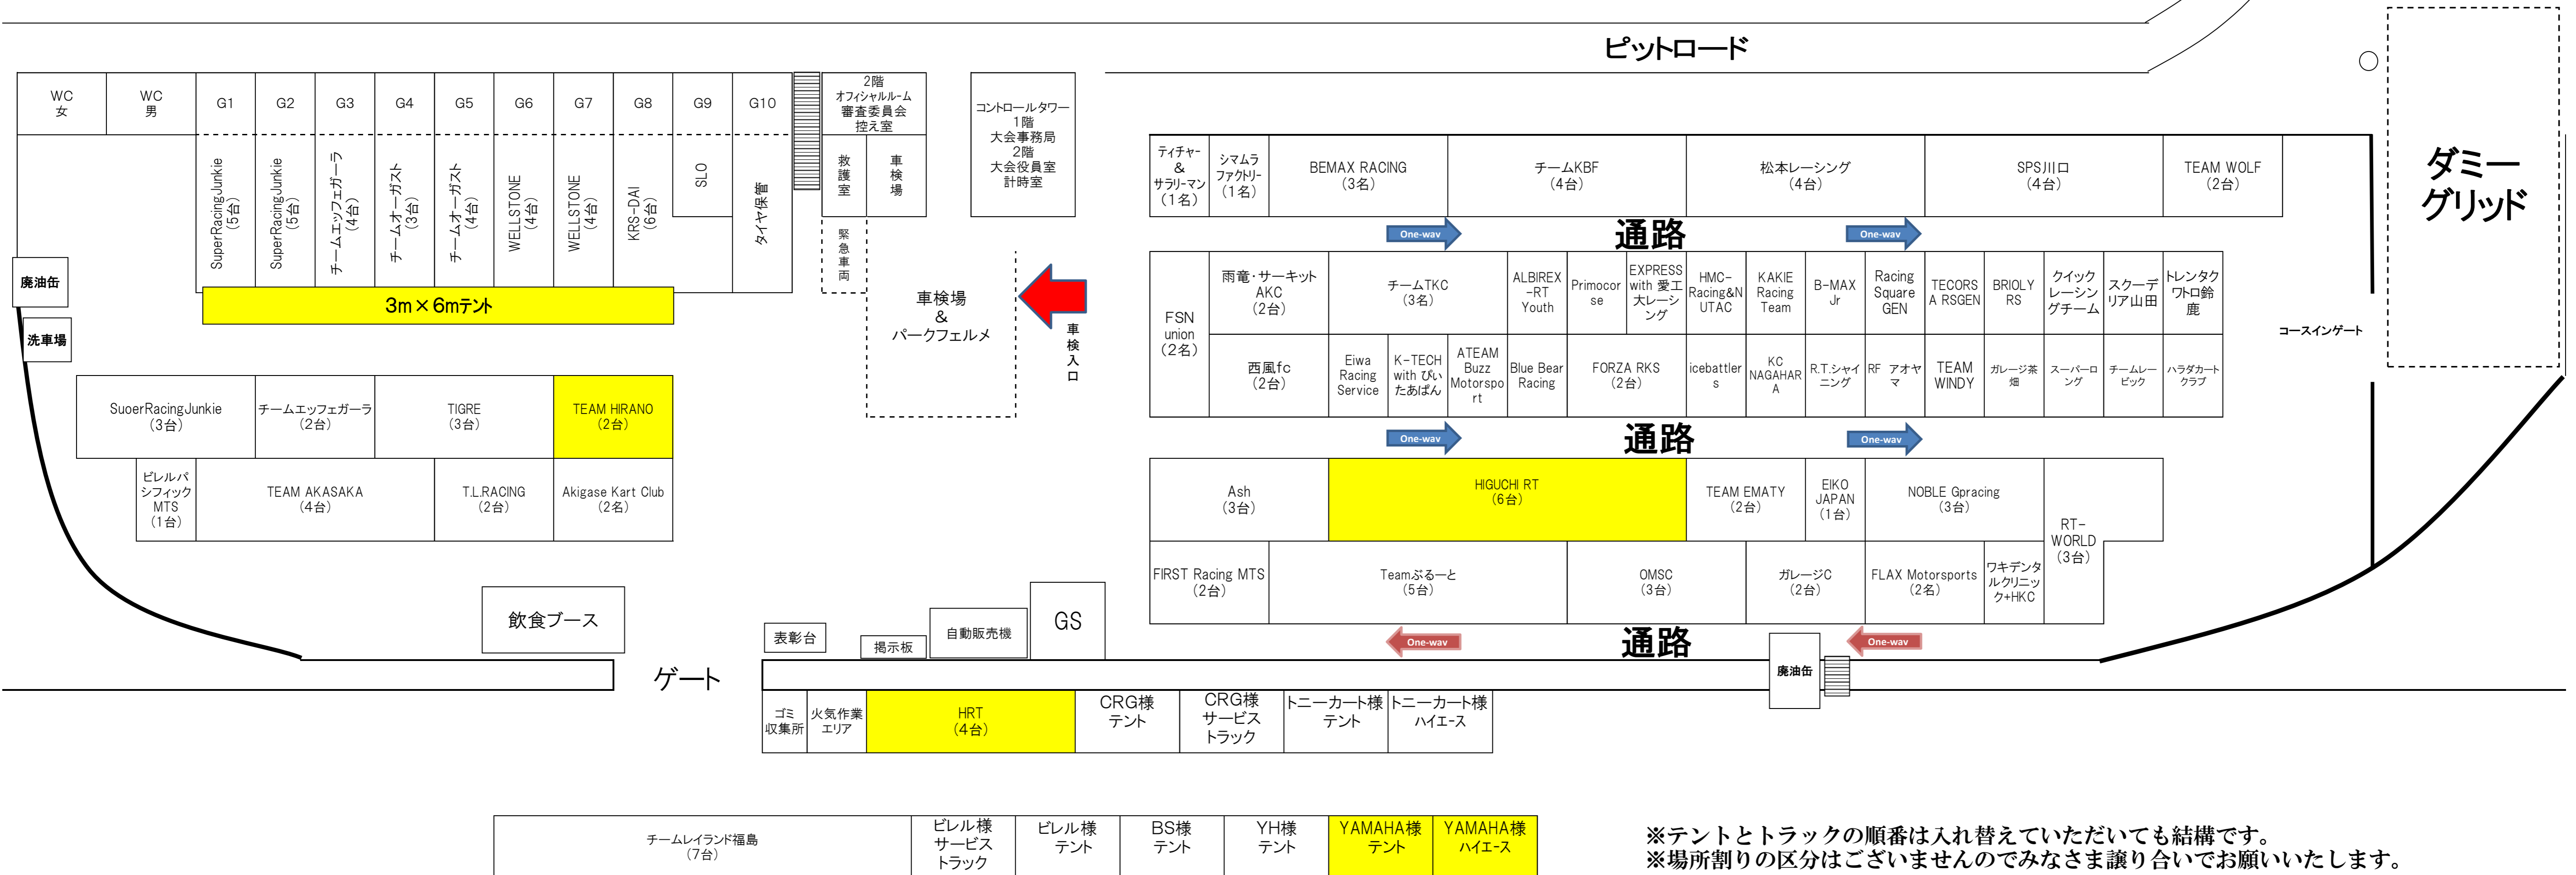 ピットロード
WC
女
WC
男
G1
G2
G3
G4
G5
G6
G7
G8
G9
G10
2階
オフィシャルルーム
審査委員会
控え室
コントロールタワー
1階
大会事務局
2階
大会役員室
計時室
ダミー
グリッド
SuperRacingJunkie
(5台)
SuperRacingJunkie
(5台)
チームエッフェガーラ
(4台)
チームオーガスト
(3台)
チームオーガスト
(4台)
WELLSTONE
(4台)
WELLSTONE
(4台)
KRS-DAI
(6台)
SLO
タイヤ保管
救護室
車検場
緊急車両
ティチャー
&
サラリーマン
(1名)
シマムラ
ファクトリー
(1名)
BEMAX RACING
(3名)
チームKBF
(4台)
松本レーシング
(4台)
SPS川口
(4台)
TEAM WOLF
(2台)
One-wav
通路
One-wav
廃油缶
洗車場
3m×6mテント
車検場
&
パークフェルメ
車検入口
FSN
union
(2名)
雨竜・サーキット
AKC
(2台)
チームTKC
(3名)
ALBIREX
-RT
Youth
Primocor
se
EXPRESS
with 愛工
大レーシ
ング
HMC-
Racing&N
UTAC
KAKIE
Racing
Team
B-MAX
Jr
Racing
Square
GEN
TECORS
A RSGEN
BRIOLY
RS
クイック
レーシン
グチーム
スクーデ
リア山田
トレンタク
ワトロ鈴
鹿
コースインゲート
西風fc
(2台)
Eiwa
Racing
Service
K-TECH
with ぴい
たあぱん
ATEAM
Buzz
Motorspo
rt
Blue Bear
Racing
FORZA RKS
(2台)
icebattler
s
KC
NAGAHAR
A
R.T.シャイ
ニング
RF アオヤ
マ
TEAM
WINDY
ガレージ茶
畑
スーパーロ
ング
チームレー
ビック
ハラダカート
クラブ
One-wav
通路
One-wav
SuoerRacingJunkie
(3台)
チームエッフェガーラ
(2台)
TIGRE
(3台)
TEAM HIRANO
(2台)
ビレルパ
シフィック
MTS
(1台)
TEAM AKASAKA
(4台)
T.L.RACING
(2台)
Akigase Kart Club
(2名)
Ash
(3台)
HIGUCHI RT
(6台)
TEAM EMATY
(2台)
EIKO
JAPAN
(1台)
NOBLE Gpracing
(3台)
RT-
WORLD
(3台)
FIRST Racing MTS
(2台)
Teamぶるーと
(5台)
OMSC
(3台)
ガレージC
(2台)
FLAX Motorsports
(2名)
ワキデンタ
ルクリニッ
ク+HKC
飲食ブース
表彰台
掲示板
自動販売機
GS
One-wav
通路
One-wav
廃油缶
ゲート
ゴミ
収集所
火気作業
エリア
HRT
(4台)
CRG様
テント
CRG様
サービス
トラック
トニーカート様
テント
トニーカート様
ハイエース
チームレイランド福島
(7台)
ビレル様
サービス
トラック
ビレル様
テント
BS様
テント
YH様
テント
YAMAHA様
テント
YAMAHA様
ハイエース
※テントとトラックの順番は入れ替えていただいても結構です。
※場所割りの区分はございませんのでみなさま譲り合いでお願いいたします。